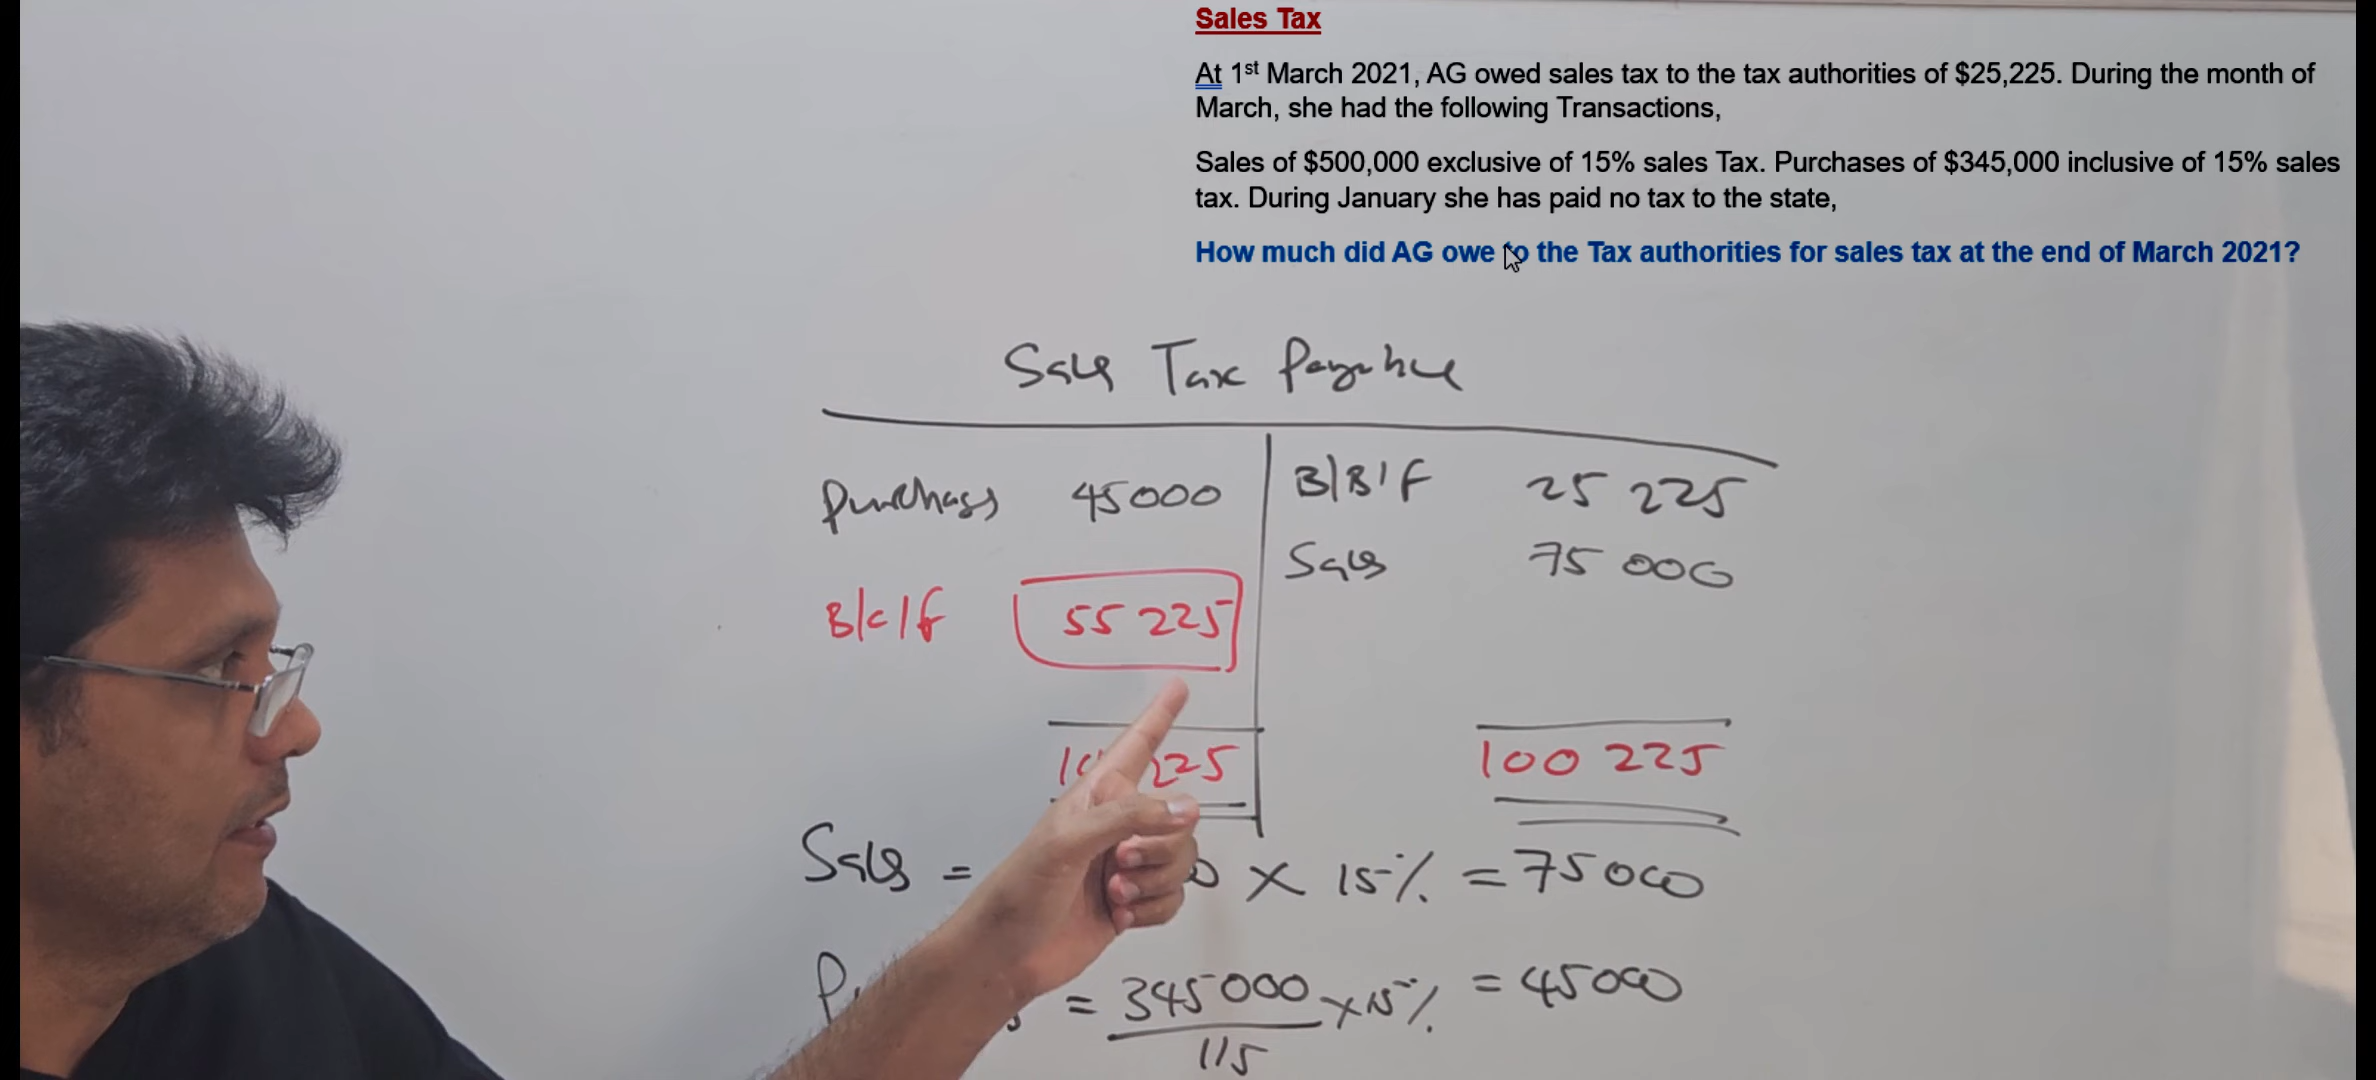 Sales Tax
At 1st March 2021, AG owed sales tax to the tax authorities of $25,225. During the month of
March, she had the following Transactions,
Sales of $500,000 exclusive of 15% sales Tax. Purchases of $345,000 inclusive of 15% sales
tax. During January she has paid no tax to the state,
How much did AG owe to the Tax authorities for sales tax at the end of March 2021?
Sales Tax Payable
Purchases 45000 B/B/F 25 225
Sales 75 000
B/C/F 55 225
225 100 225
Sales = 0 X 15% = 75000
= 345000 x 15% = 45000
115